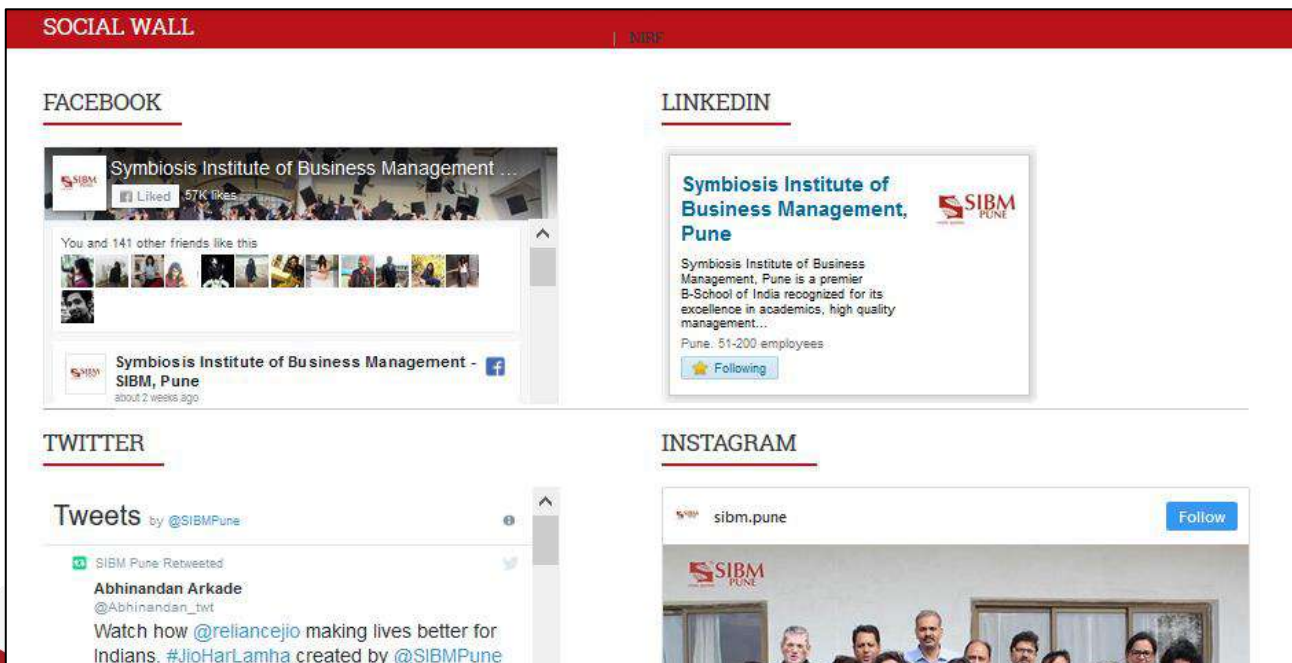 SOCIAL WALL
| NIRF
FACEBOOK
SIBM
PUNE
Symbiosis Institute of Business Management ...
Liked
57K likes
You and 141 other friends like this
SIBM
Symbiosis Institute of Business Management -
SIBM, Pune
about 2 weeks ago
LINKEDIN
Symbiosis Institute of
Business Management,
Pune
SIBM
PUNE
Symbiosis Institute of Business
Management, Pune is a premier
B-School of India recognized for its
excellence in academics, high quality
management...
Pune. 51-200 employees
Following
TWITTER
Tweets by @SIBMPune
SIBM Pune Retweeted
Abhinandan Arkade
@Abhinandan_twt
Watch how @reliancejio making lives better for
Indians. #JioHarLamha created by @SIBMPune
INSTAGRAM
sibm.pune
Follow
SIBM
PUNE